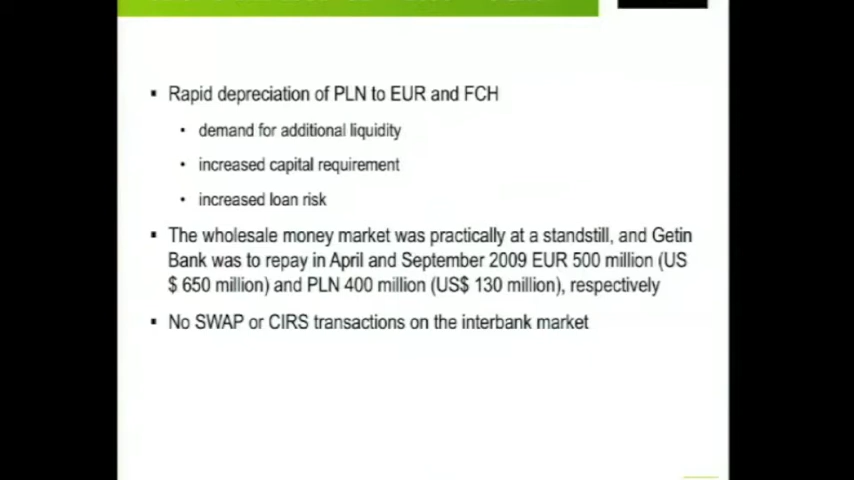 ▪ Rapid depreciation of PLN to EUR and FCH
• demand for additional liquidity
• increased capital requirement
• increased loan risk
▪ The wholesale money market was practically at a standstill, and Getin
Bank was to repay in April and September 2009 EUR 500 million (US
$ 650 million) and PLN 400 million (US$ 130 million), respectively
▪ No SWAP or CIRS transactions on the interbank market